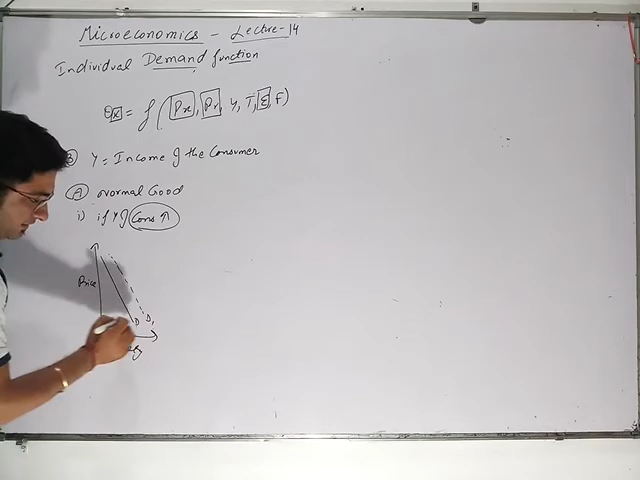 Microeconomics - Lecture-14
Individual Demand function
Qx = f (Px, Pr, Y, T, E, F)
Y = Income of the Consumer
A Normal Good
i) if Y of Cons ↑
Price
D D1